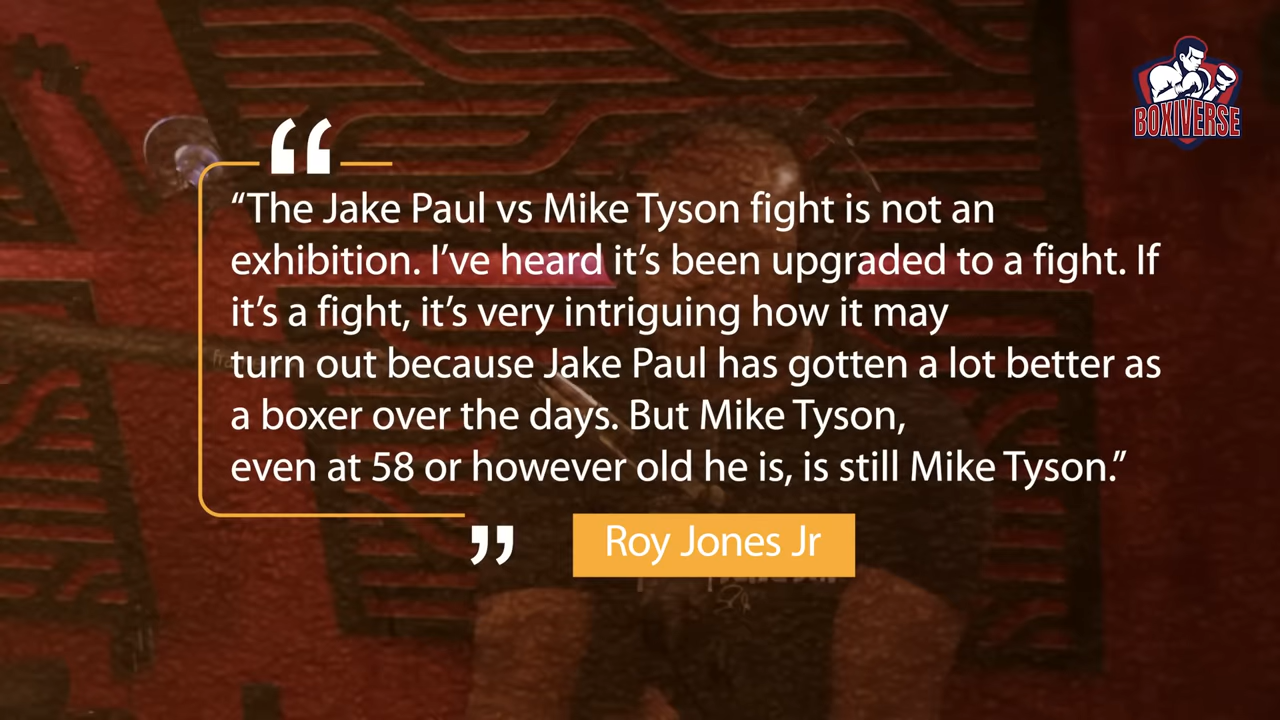 BOXIVERSE
“
“The Jake Paul vs Mike Tyson fight is not an
exhibition. I’ve heard it’s been upgraded to a fight. If
it’s a fight, it’s very intriguing how it may
turn out because Jake Paul has gotten a lot better as
a boxer over the days. But Mike Tyson,
even at 58 or however old he is, is still Mike Tyson.”
”
Roy Jones Jr